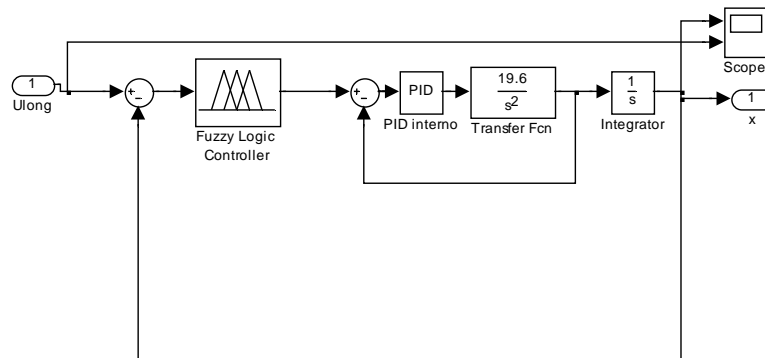 1
Ulong
+
-
Fuzzy Logic
Controller
+
-
PID
PID interno
19.6
s2
Transfer Fcn
1
s
Integrator
Scope
1
x